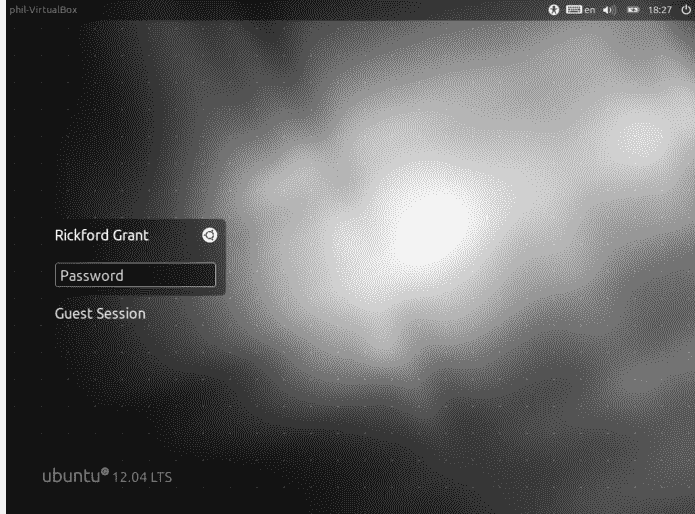 phil-VirtualBox en 18:27
Rickford Grant
Password
Guest Session
ubuntu 12.04 LTS